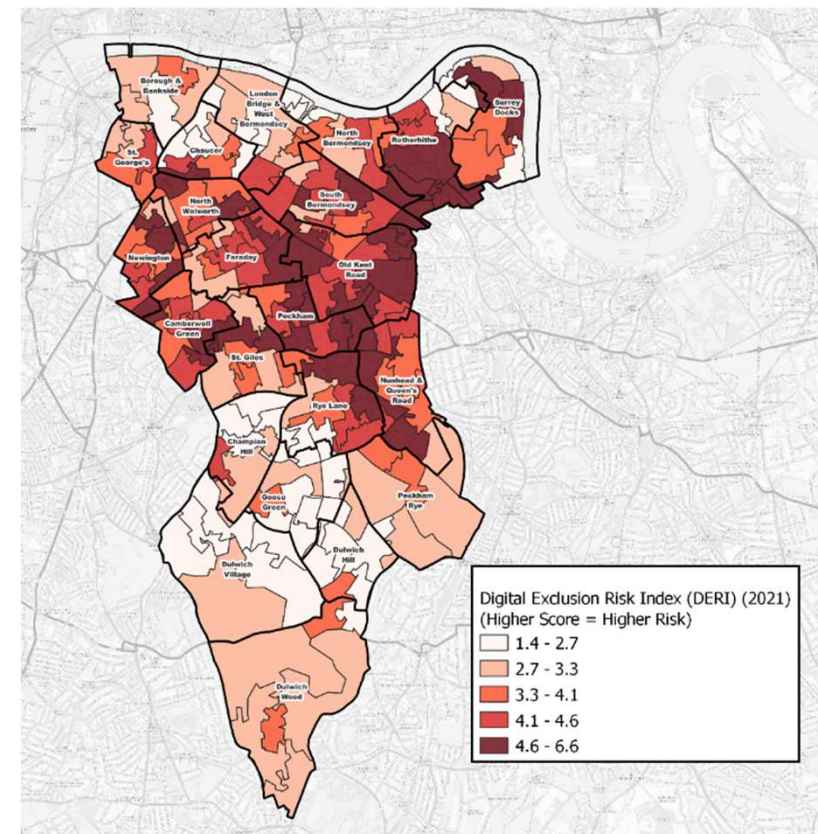 Borough &
Bankside
London
Bridge &
West
Bermondsey
Surrey
Docks
North
Bermondsey
Rotherhithe
St.
George's
Chaucer
North
Walworth
South
Bermondsey
Newington
Faraday
Old Kent
Road
Camberwell
Green
Peckham
St. Giles
Nunhead &
Queen's
Road
Rye Lane
Champion
Hill
Goose
Green
Peckham
Rye
Dulwich
Hill
Dulwich
Village
Dulwich
Wood
Digital Exclusion Risk Index (DERI) (2021)
(Higher Score = Higher Risk)
1.4 - 2.7
2.7 - 3.3
3.3 - 4.1
4.1 - 4.6
4.6 - 6.6